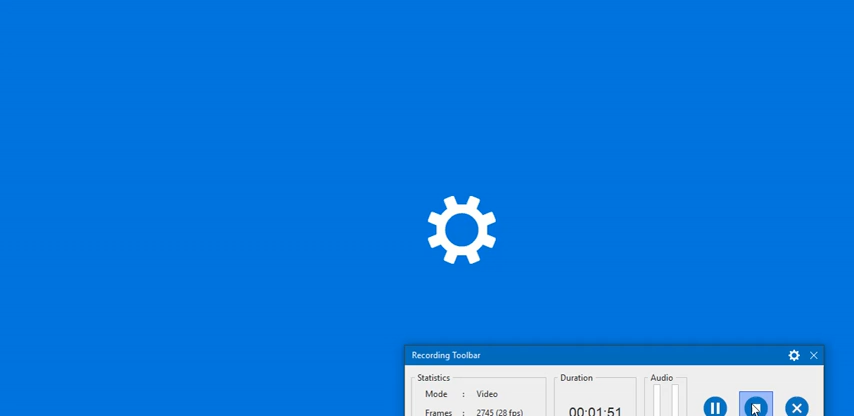 Recording Toolbar
Statistics Duration Audio
Mode : Video
Frames : 2745 (28 fps) 00:01:51